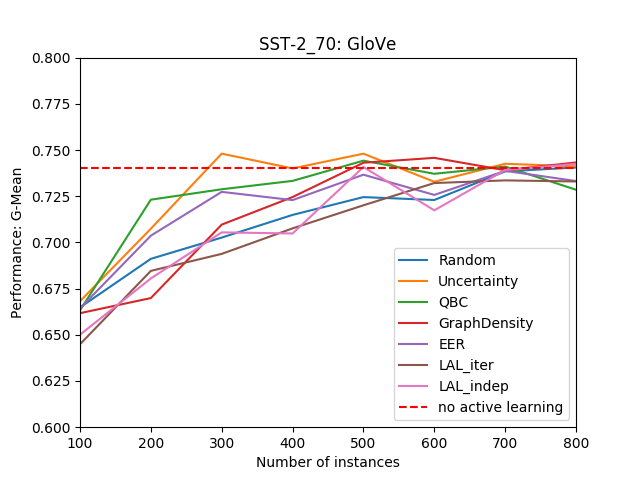 SST-2_70: GloVe
0.800
0.775
0.750
0.725
0.700
0.675
0.650
0.625
0.600
Performance: G-Mean
Random
Uncertainty
QBC
GraphDensity
EER
LAL_iter
LAL_indep
no active learning
100 200 300 400 500 600 700 800
Number of instances